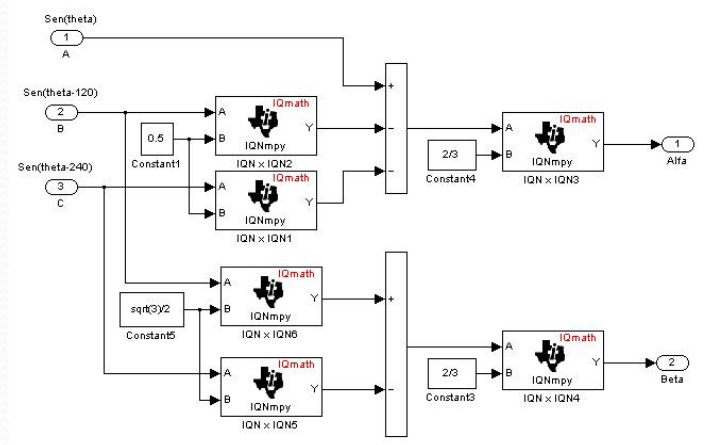 Sen(theta)
1
A
Sen(theta-120)
2
B
0.5
Constant1
Sen(theta-240)
3
C
IQmath
A
B
Y
IQNmpy
IQN x IQN2
IQmath
A
B
Y
IQNmpy
IQN x IQN1
+
−
−
2/3
Constant4
IQmath
A
B
Y
IQNmpy
IQN x IQN3
1
Alfa
sqrt(3)/2
Constant5
IQmath
A
B
Y
IQNmpy
IQN x IQN6
IQmath
A
B
Y
IQNmpy
IQN x IQN5
+
−
2/3
Constant3
IQmath
A
B
Y
IQNmpy
IQN x IQN4
2
Beta